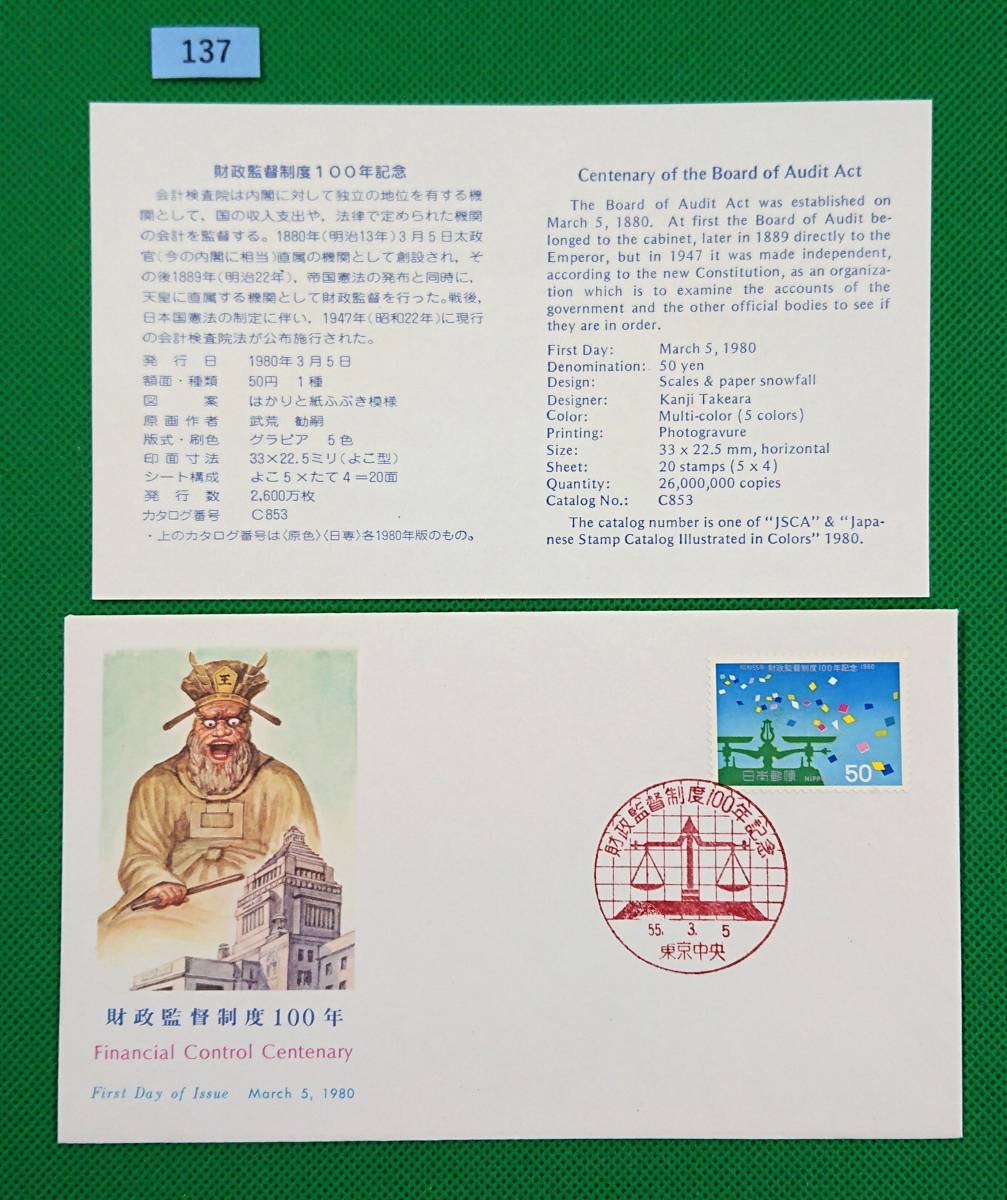 137
財政監督制度100年記念
会計検査院は内閣に対して独立の地位を有する機
関として，国の収入支出や，法律で定められた機関
の会計を監督する。1880年(明治13年)3月5日太政
官(今の内閣に相当)直属の機関として創設され，そ
の後1889年(明治22年)，帝国憲法の発布と同時に，
天皇に直属する機関として財政監督を行った。戦後，
日本国憲法の制定に伴い，1947年(昭和22年)に現行
の会計検査院法が公布施行された。
発行日 1980年3月5日
額面・種類 50円 1種
図案 はかりと紙ふぶき模様
原画作者 武荒 勧嗣
版式・刷色 グラビア 5色
印面寸法 33×22.5ミリ(よこ型)
シート構成 よこ5×たて4=20面
発行数 2,600万枚
カタログ番号 C853
・上のカタログ番号は〈原色〉〈日専〉各1980年版のもの。
Centenary of the Board of Audit Act
The Board of Audit Act was established on
March 5, 1880. At first the Board of Audit be-
longed to the cabinet, later in 1889 directly to the
Emperor, but in 1947 it was made independent,
according to the new Constitution, as an organiza-
tion which is to examine the accounts of the
government and the other official bodies to see if
they are in order.
First Day: March 5, 1980
Denomination: 50 yen
Design: Scales & paper snowfall
Designer: Kanji Takeara
Color: Multi-color (5 colors)
Printing: Photogravure
Size: 33 x 22.5 mm, horizontal
Sheet: 20 stamps (5 x 4)
Quantity: 26,000,000 copies
Catalog No.: C853
The catalog number is one of "JSCA" & "Japa-
nese Stamp Catalog Illustrated in Colors" 1980.
王
昭和55年 財政監督制度100年記念 1980
日本郵便 NIPPON 50
財政監督制度100年記念
55. 3. 5
東京中央
財政監督制度100年
Financial Control Centenary
First Day of Issue March 5, 1980